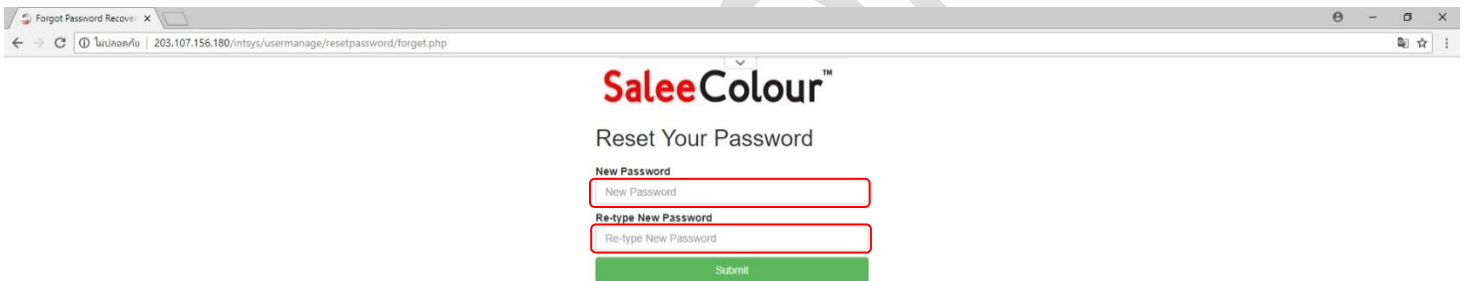 Forgot Password Recover
ไม่ปลอดภัย | 203.107.156.180/intsys/usermanage/resetpassword/forget.php
SaleeColour™
Reset Your Password
New Password
New Password
Re-type New Password
Re-type New Password
Submit